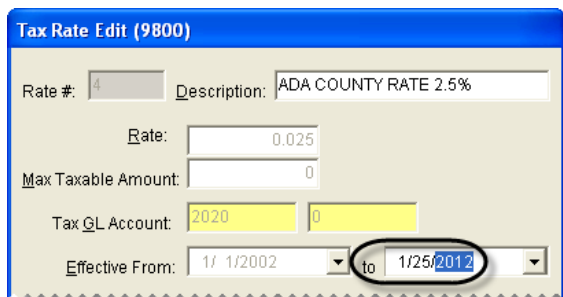 Tax Rate Edit (9800)
Rate #: 4 Description: ADA COUNTY RATE 2.5%
Rate: 0.025
Max Taxable Amount: 0
Tax GL Account: 2020 0
Effective From: 1/ 1/2002 to 1/25/2012